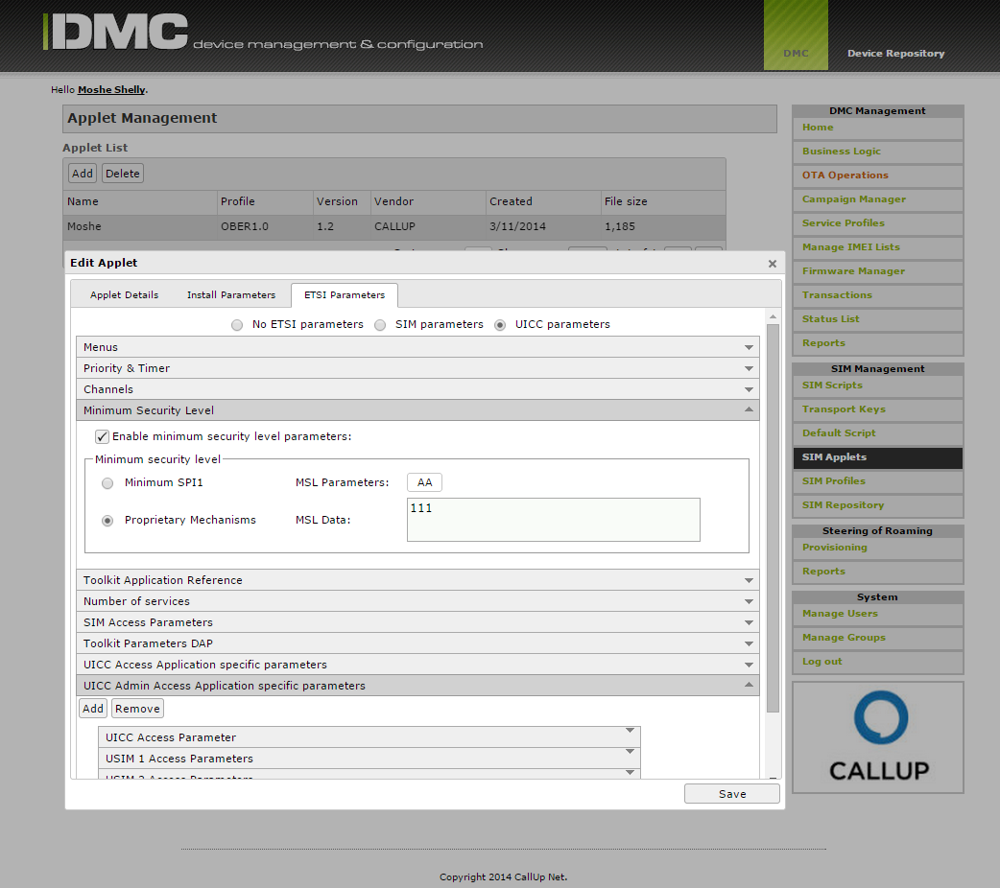 DMC device management & configuration
DMC
Device Repository
Hello Moshe Shelly.
Applet Management
Applet List
Add Delete
Name Profile Version Vendor Created File size
Moshe OBER1.0 1.2 CALLUP 3/11/2014 1,185
Edit Applet
Applet Details Install Parameters ETSI Parameters
No ETSI parameters SIM parameters UICC parameters
Menus
Priority & Timer
Channels
Minimum Security Level
Enable minimum security level parameters:
Minimum security level
Minimum SPI1 MSL Parameters: AA
Proprietary Mechanisms MSL Data: 111
Toolkit Application Reference
Number of services
SIM Access Parameters
Toolkit Parameters DAP
UICC Access Application specific parameters
UICC Admin Access Application specific parameters
Add Remove
UICC Access Parameter
USIM 1 Access Parameters
USIM 2 Access Parameters
Save
DMC Management
Home
Business Logic
OTA Operations
Campaign Manager
Service Profiles
Manage IMEI Lists
Firmware Manager
Transactions
Status List
Reports
SIM Management
SIM Scripts
Transport Keys
Default Script
SIM Applets
SIM Profiles
SIM Repository
Steering of Roaming
Provisioning
Reports
System
Manage Users
Manage Groups
Log out
CALLUP
Copyright 2014 CallUp Net.